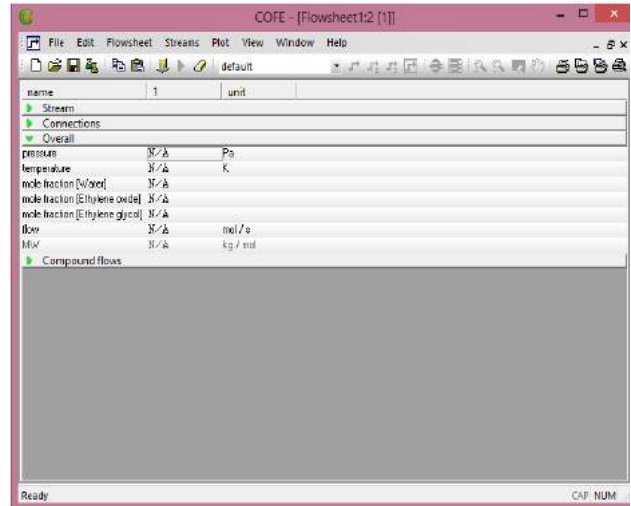 COFE - [Flowsheet1:2 [1]]
File Edit Flowsheet Streams Plot View Window Help
default
name 1 unit
Stream
Connections
Overall
pressure N/A Pa
temperature N/A K
mole fraction [Water] N/A
mole fraction [Ethylene oxide] N/A
mole fraction [Ethylene glycol] N/A
flow N/A mol / s
MW N/A kg / mol
Compound flows
Ready CAP NUM